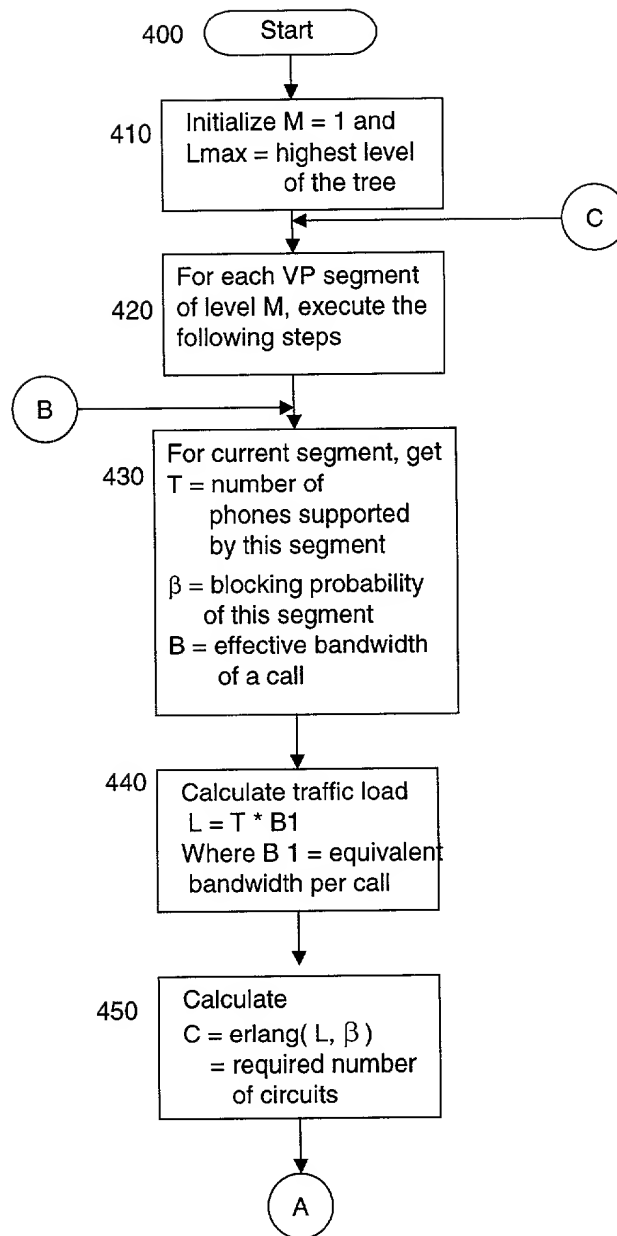 400
Start
410
Initialize M = 1 and
Lmax = highest level
of the tree
C
420
For each VP segment
of level M, execute the
following steps
B
430
For current segment, get
T = number of
phones supported
by this segment
β = blocking probability
of this segment
B = effective bandwidth
of a call
440
Calculate traffic load
L = T * B1
Where B 1 = equivalent
bandwidth per call
450
Calculate
C = erlang( L, β )
= required number
of circuits
A